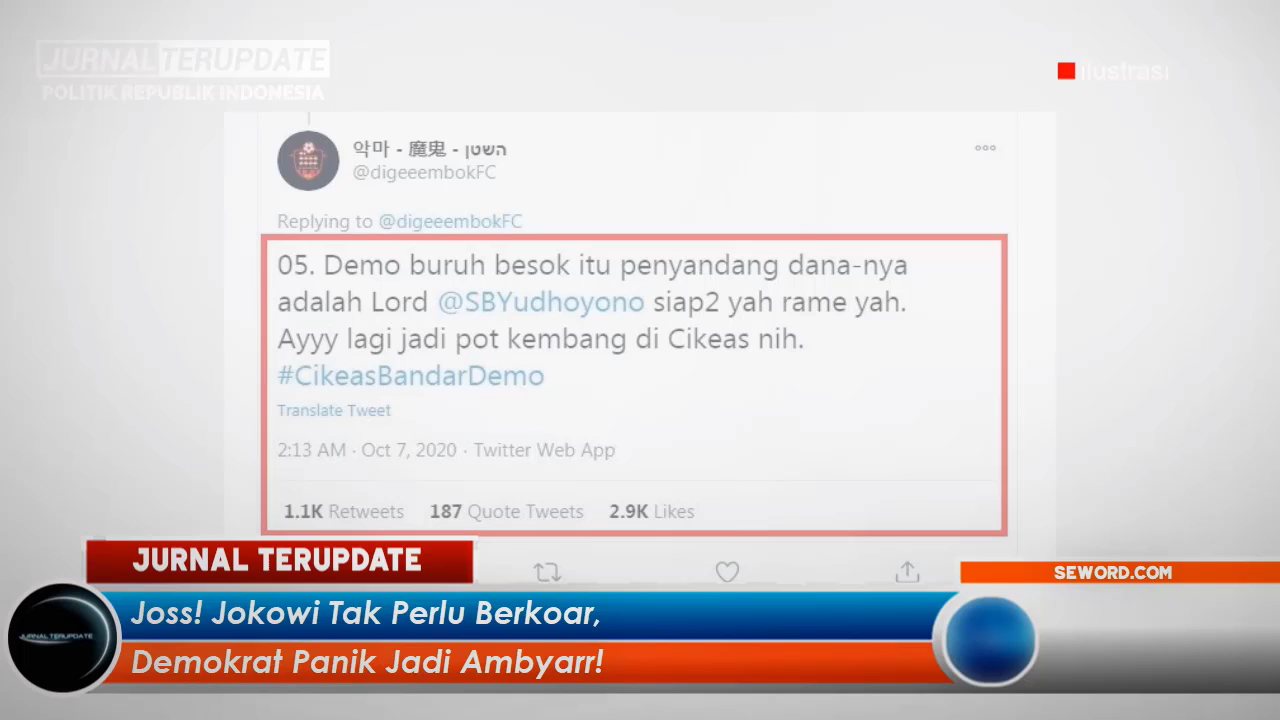 JURNAL TERUPDATE
POLITIK REPUBLIK INDONESIA
ilustrasi
악마 - 魔鬼 - השטן
@digeeembokFC
Replying to @digeeembokFC
05. Demo buruh besok itu penyandang dana-nya
adalah Lord @SBYudhoyono siap2 yah rame yah.
Ayyy lagi jadi pot kembang di Cikeas nih.
#CikeasBandarDemo
Translate Tweet
2:13 AM · Oct 7, 2020 · Twitter Web App
1.1K Retweets 187 Quote Tweets 2.9K Likes
JURNAL TERUPDATE
SEWORD.COM
Joss! Jokowi Tak Perlu Berkoar,
JURNAL TERUPDATE
Demokrat Panik Jadi Ambyarr!